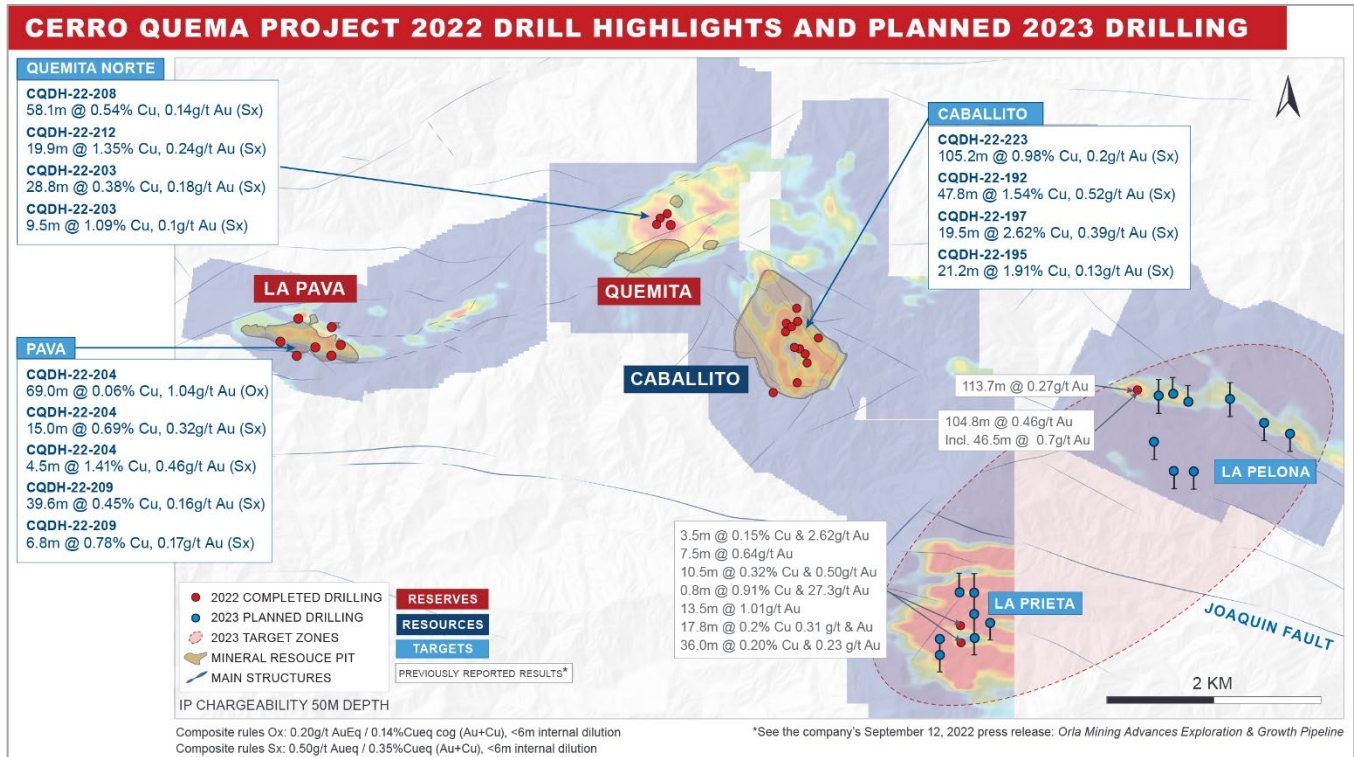 CERRO QUEMA PROJECT 2022 DRILL HIGHLIGHTS AND PLANNED 2023 DRILLING
QUEMITA NORTE
CQDH-22-208
58.1m @ 0.54% Cu, 0.14g/t Au (Sx)
CQDH-22-212
19.9m @ 1.35% Cu, 0.24g/t Au (Sx)
CQDH-22-203
28.8m @ 0.38% Cu, 0.18g/t Au (Sx)
CQDH-22-203
9.5m @ 1.09% Cu, 0.1g/t Au (Sx)
CABALLITO
CQDH-22-223
105.2m @ 0.98% Cu, 0.2g/t Au (Sx)
CQDH-22-192
47.8m @ 1.54% Cu, 0.52g/t Au (Sx)
CQDH-22-197
19.5m @ 2.62% Cu, 0.39g/t Au (Sx)
CQDH-22-195
21.2m @ 1.91% Cu, 0.13g/t Au (Sx)
LA PAVA
QUEMITA
CABALLITO
PAVA
CQDH-22-204
69.0m @ 0.06% Cu, 1.04g/t Au (Ox)
CQDH-22-204
15.0m @ 0.69% Cu, 0.32g/t Au (Sx)
CQDH-22-204
4.5m @ 1.41% Cu, 0.46g/t Au (Sx)
CQDH-22-209
39.6m @ 0.45% Cu, 0.16g/t Au (Sx)
CQDH-22-209
6.8m @ 0.78% Cu, 0.17g/t Au (Sx)
113.7m @ 0.27g/t Au
104.8m @ 0.46g/t Au
Incl. 46.5m @ 0.7g/t Au
LA PELONA
3.5m @ 0.15% Cu & 2.62g/t Au
7.5m @ 0.64g/t Au
10.5m @ 0.32% Cu & 0.50g/t Au
0.8m @ 0.91% Cu & 27.3g/t Au
13.5m @ 1.01g/t Au
17.8m @ 0.2% Cu 0.31 g/t & Au
36.0m @ 0.20% Cu & 0.23 g/t Au
LA PRIETA
JOAQUIN FAULT
2 KM
2022 COMPLETED DRILLING
2023 PLANNED DRILLING
2023 TARGET ZONES
MINERAL RESOUCE PIT
MAIN STRUCTURES
RESERVES
RESOURCES
TARGETS
PREVIOUSLY REPORTED RESULTS*
IP CHARGEABILITY 50M DEPTH
Composite rules Ox: 0.20g/t AuEq / 0.14%Cueq cog (Au+Cu), <6m internal dilution
Composite rules Sx: 0.50g/t Aueq / 0.35%Cueq (Au+Cu), <6m internal dilution
*See the company's September 12, 2022 press release: Orla Mining Advances Exploration & Growth Pipeline